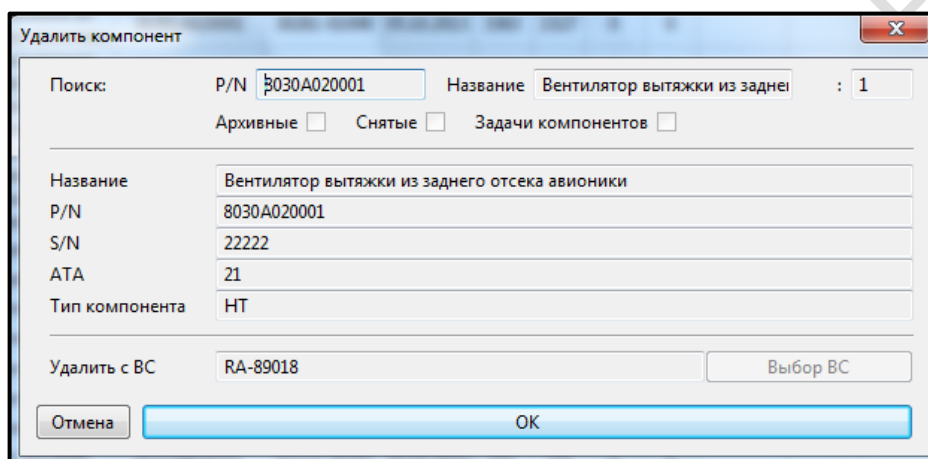 Удалить компонент
Поиск: P/N 8030A020001 Название Вентилятор вытяжки из задне : 1
Архивные Снятые Задачи компонентов
Название Вентилятор вытяжки из заднего отсека авионики
P/N 8030A020001
S/N 22222
ATA 21
Тип компонента HT
Удалить с ВС RA-89018 Выбор ВС
Отмена OK